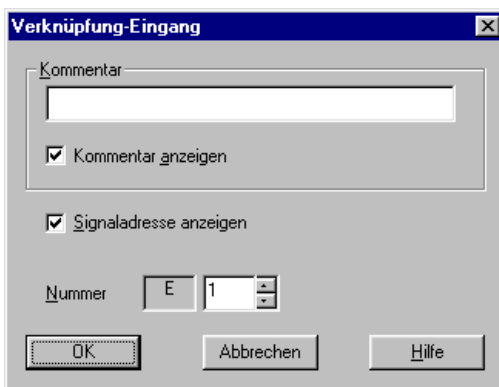 Verknüpfung-Eingang
Kommentar
Kommentar anzeigen
Signaladresse anzeigen
Nummer E 1
OK Abbrechen Hilfe